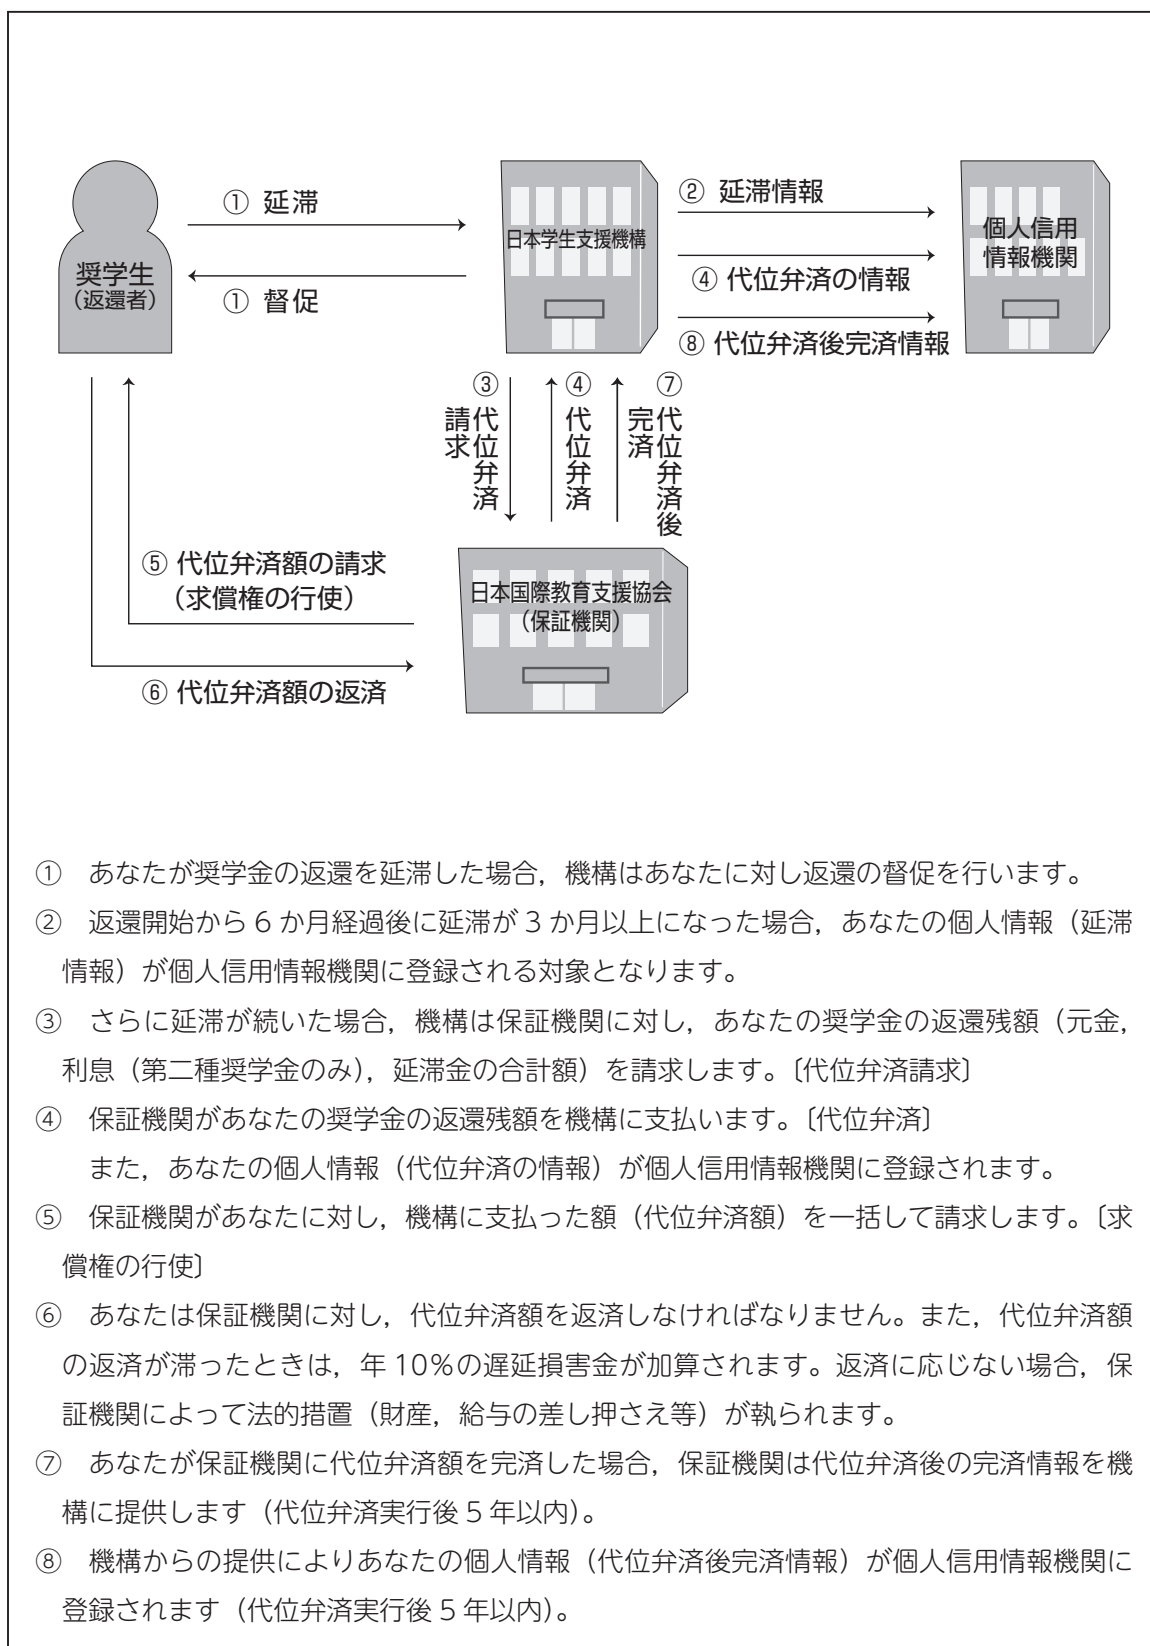 ① 延滞
① 督促
奨学生
(返還者)
日本学生支援機構
② 延滞情報
④ 代位弁済の情報
⑧ 代位弁済後完済情報
個人信用
情報機関
③代位弁済
請求
④代位弁済
⑦代位弁済後
完済
⑤ 代位弁済額の請求
（求償権の行使）
⑥ 代位弁済額の返済
日本国際教育支援協会
（保証機関）
①　あなたが奨学金の返還を延滞した場合，機構はあなたに対し返還の督促を行います。
②　返還開始から 6 か月経過後に延滞が 3 か月以上になった場合，あなたの個人情報（延滞
情報）が個人信用情報機関に登録される対象となります。
③　さらに延滞が続いた場合，機構は保証機関に対し，あなたの奨学金の返還残額（元金，
利息（第二種奨学金のみ），延滞金の合計額）を請求します。〔代位弁済請求〕
④　保証機関があなたの奨学金の返還残額を機構に支払います。〔代位弁済〕
また，あなたの個人情報（代位弁済の情報）が個人信用情報機関に登録されます。
⑤　保証機関があなたに対し，機構に支払った額（代位弁済額）を一括して請求します。〔求
償権の行使〕
⑥　あなたは保証機関に対し，代位弁済額を返済しなければなりません。また，代位弁済額
の返済が滞ったときは，年 10％の遅延損害金が加算されます。返済に応じない場合，保
証機関によって法的措置（財産，給与の差し押さえ等）が執られます。
⑦　あなたが保証機関に代位弁済額を完済した場合，保証機関は代位弁済後の完済情報を機
構に提供します（代位弁済実行後 5 年以内）。
⑧　機構からの提供によりあなたの個人情報（代位弁済後完済情報）が個人信用情報機関に
登録されます（代位弁済実行後 5 年以内）。